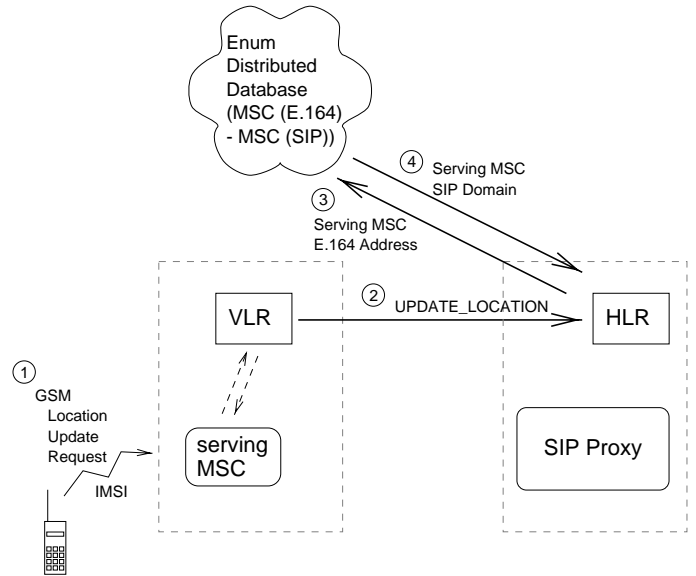 Enum
Distributed
Database
(MSC (E.164)
- MSC (SIP))
4
Serving MSC
SIP Domain
3
Serving MSC
E.164 Address
2
UPDATE_LOCATION
VLR
HLR
1
GSM
Location
Update
Request
IMSI
serving
MSC
SIP Proxy